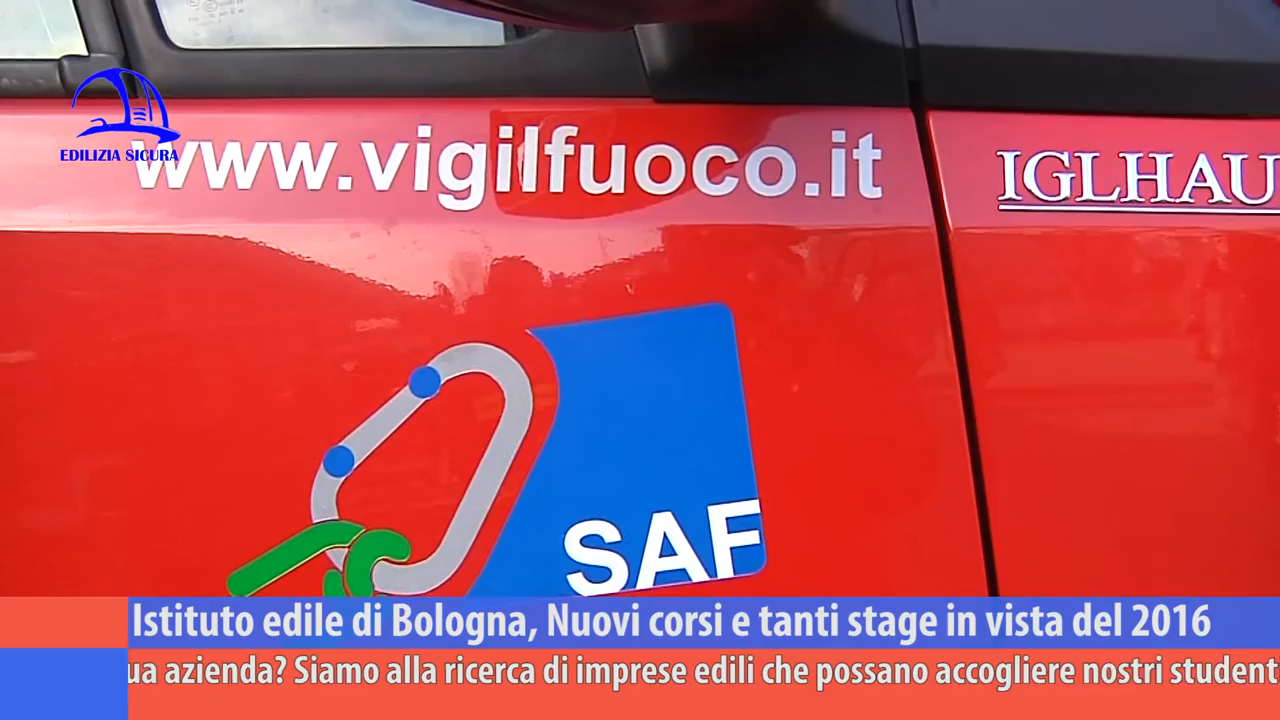 EDILIZIA SICURA
www.vigilfuoco.it
IGLHAU
SAF
Istituto edile di Bologna, Nuovi corsi e tanti stage in vista del 2016
ua azienda? Siamo alla ricerca di imprese edili che possano accogliere nostri student